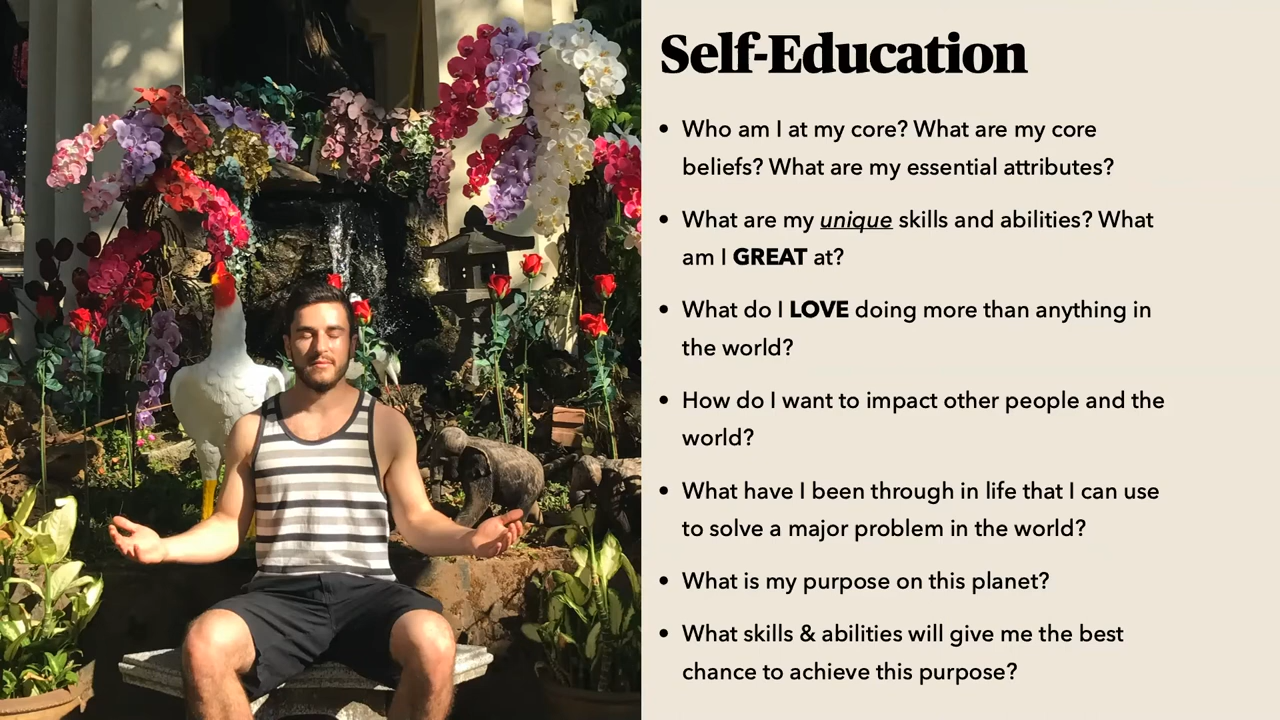 Self-Education
• Who am I at my core? What are my core
beliefs? What are my essential attributes?
• What are my unique skills and abilities? What
am I GREAT at?
• What do I LOVE doing more than anything in
the world?
• How do I want to impact other people and the
world?
• What have I been through in life that I can use
to solve a major problem in the world?
• What is my purpose on this planet?
• What skills & abilities will give me the best
chance to achieve this purpose?